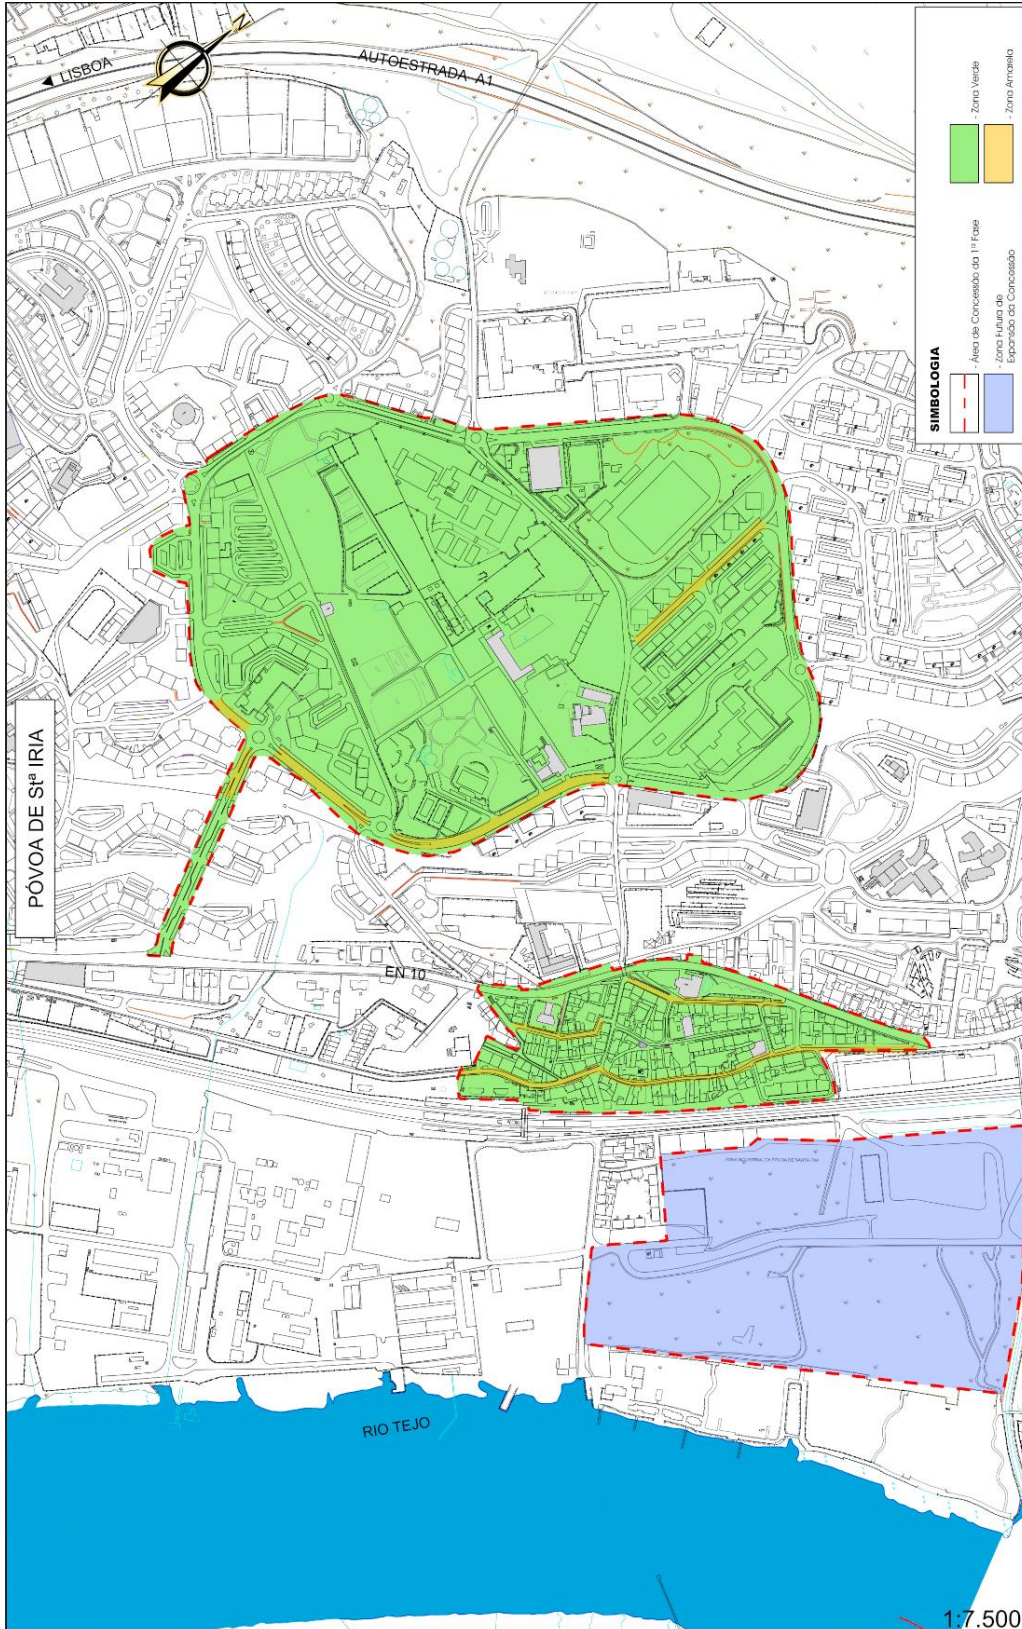 N
LISBOA
AUTOESTRADA A1
PÓVOA DE Stª IRIA
EN 10
RIO TEJO
SIMBOLOGIA
- Área de Concessão da 1ª Fase
- Zona Futura de
Expansão da Concessão
- Zona Verde
- Zona Amarela
1:7.500